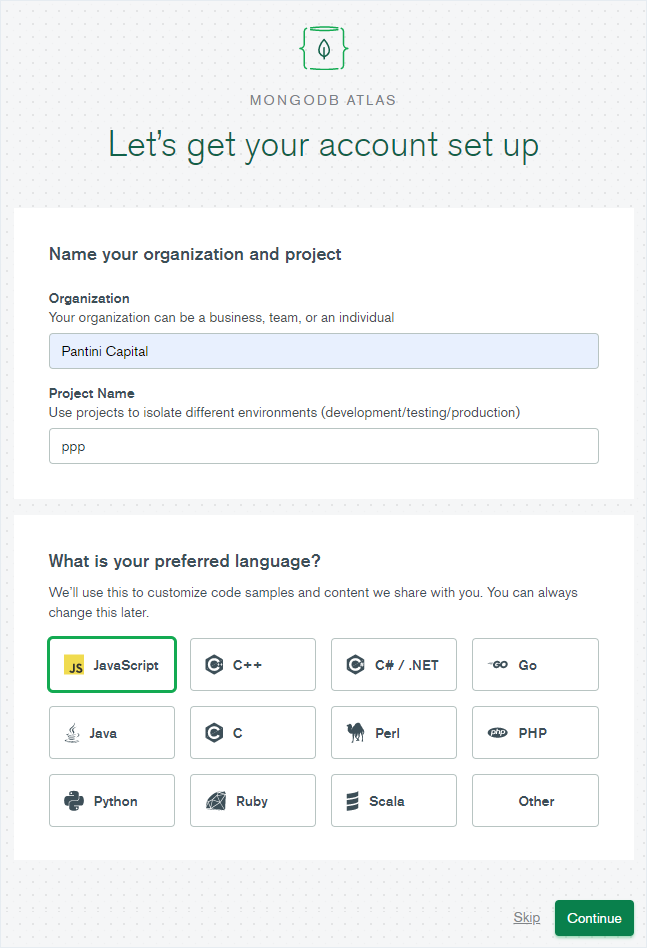 MONGODB ATLAS
Let's get your account set up
Name your organization and project
Organization
Your organization can be a business, team, or an individual
Pantini Capital
Project Name
Use projects to isolate different environments (development/testing/production)
ppp
What is your preferred language?
We'll use this to customize code samples and content we share with you. You can always
change this later.
JS JavaScript
C C++
C C# / .NET
GO Go
Java
C C
Perl
php PHP
Python
Ruby
Scala
Other
Skip
Continue